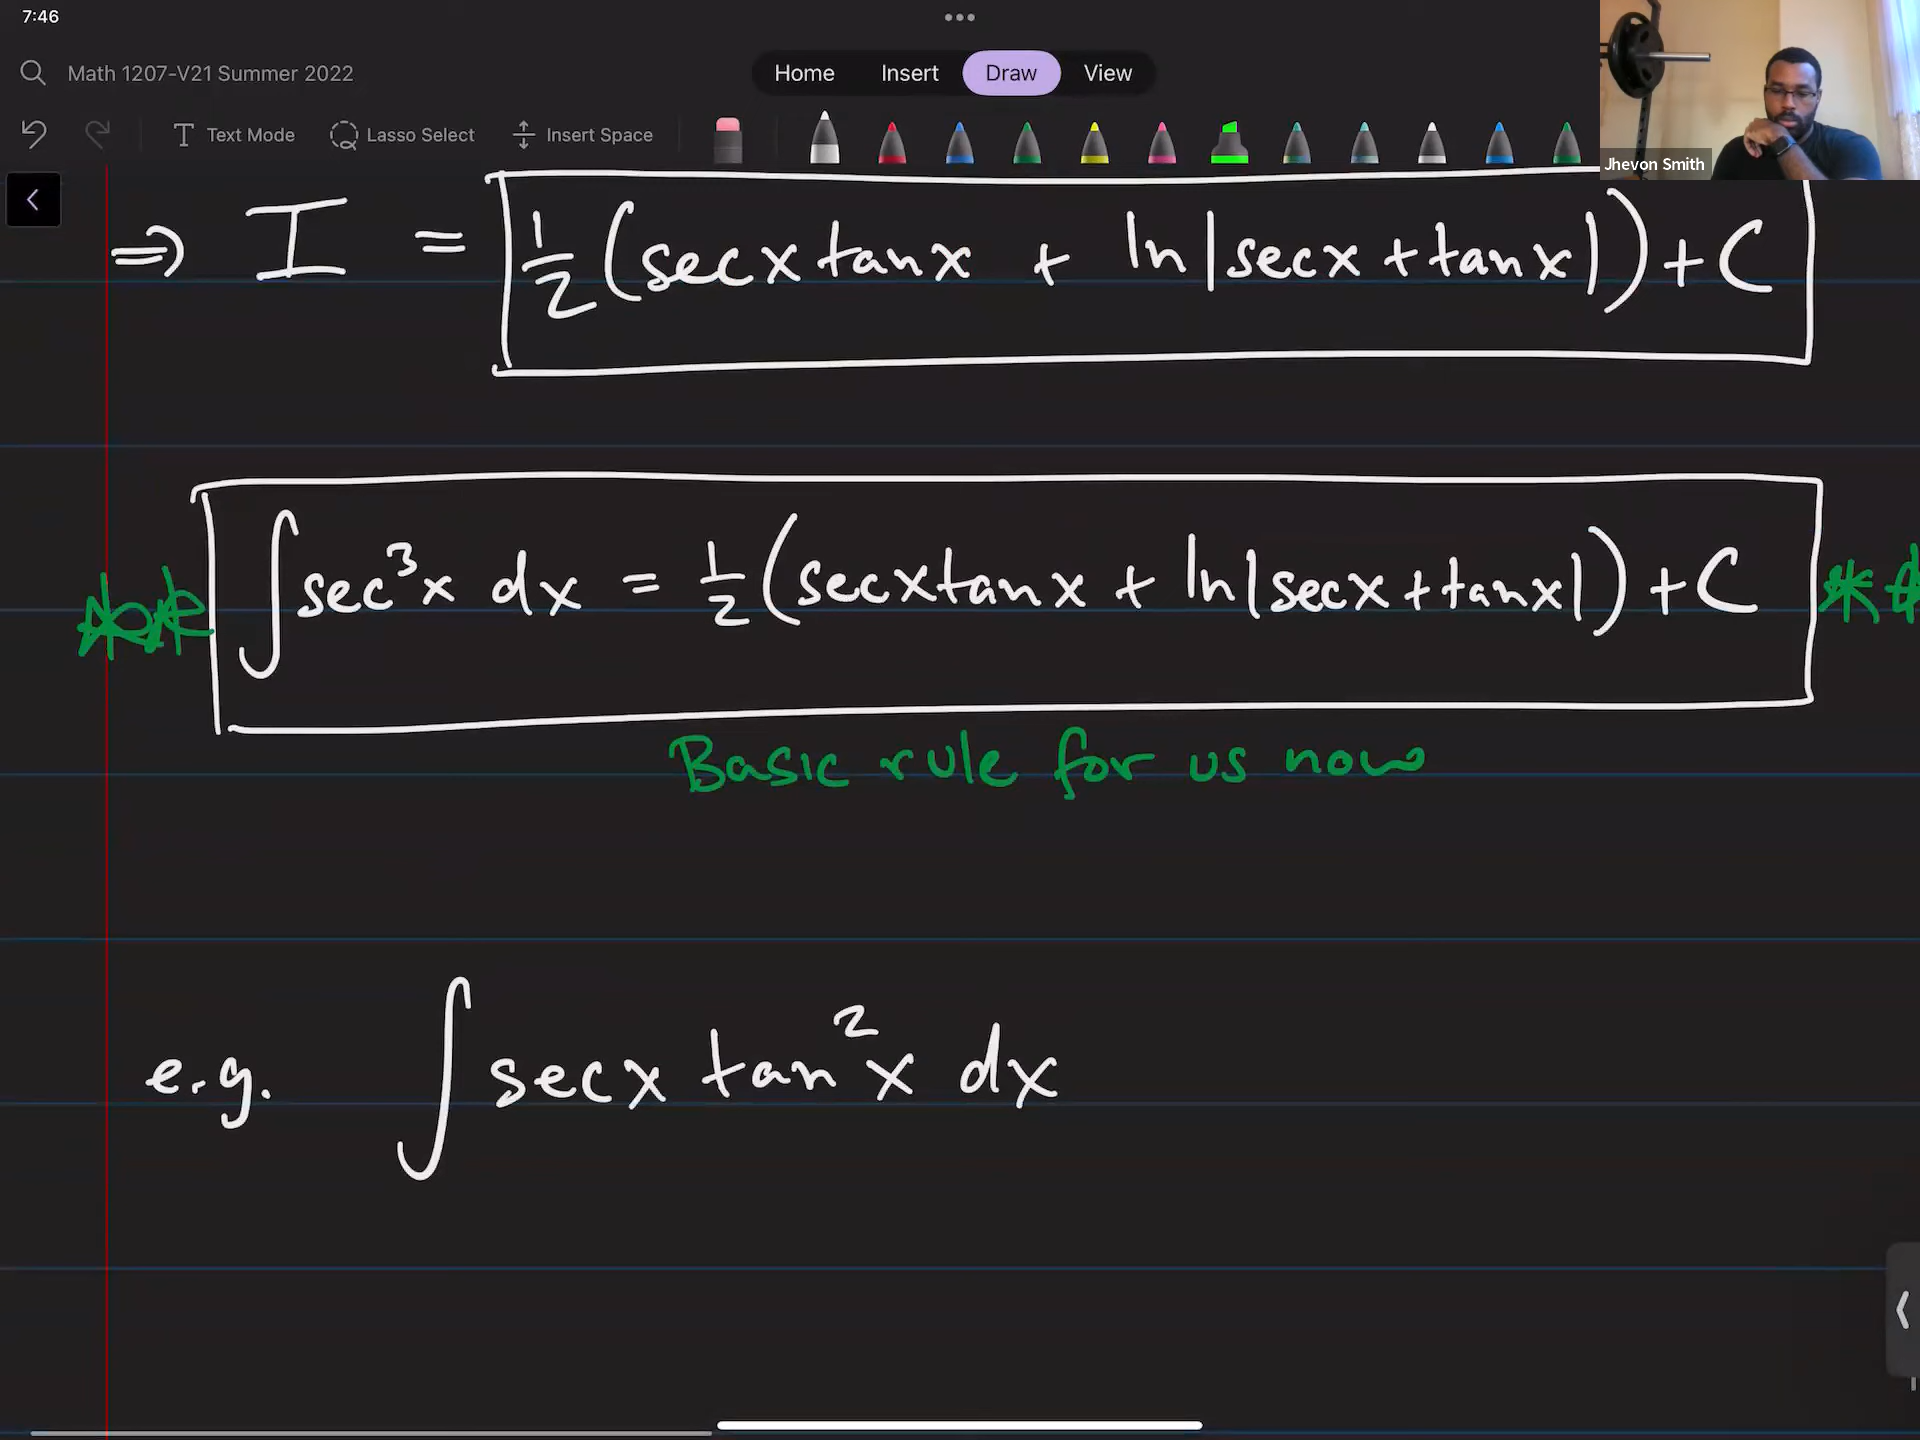 7:46
Math 1207-V21 Summer 2022
Home Insert Draw View
Text Mode Lasso Select Insert Space
Jhevon Smith
⇒ I = ½(secx tanx + ln|secx + tanx|) + C
∫sec³x dx = ½(secxtanx + ln|secx + tanx|) + C
Basic rule for us now
e.g. ∫secx tan²x dx